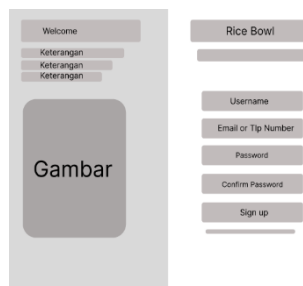 Welcome
Keterangan
Keterangan
Keterangan
Gambar
Rice Bowl
Username
Email or Tlp Number
Password
Confirm Password
Sign up